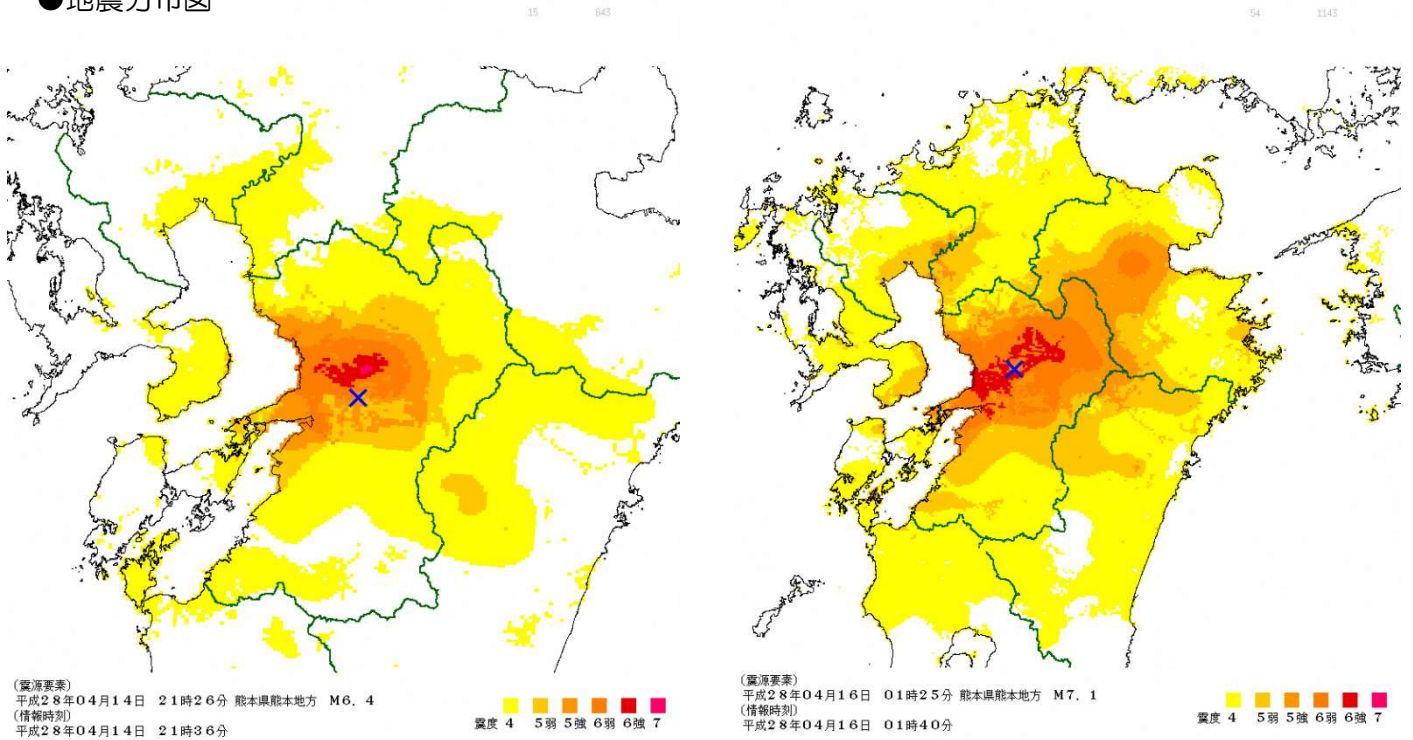 ●地震分布図
15 843
(震源要素)
平成28年04月14日 21時26分 熊本県熊本地方 M6.4
(情報時刻)
平成28年04月14日 21時36分
震度 4 5弱 5強 6弱 6強 7
54 1143
(震源要素)
平成28年04月16日 01時25分 熊本県熊本地方 M7.1
(情報時刻)
平成28年04月16日 01時40分
震度 4 5弱 5強 6弱 6強 7